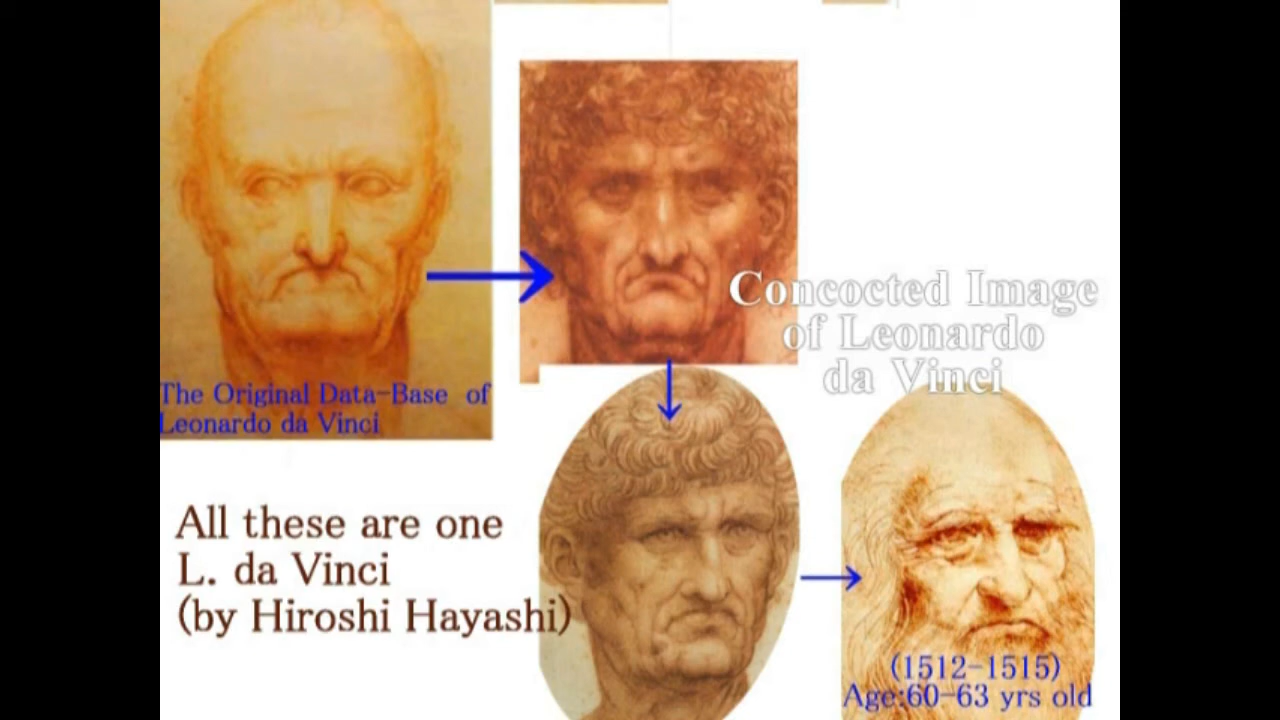 Concocted Image
of Leonardo
da Vinci
The Original Data-Base of
Leonardo da Vinci
All these are one
L. da Vinci
(by Hiroshi Hayashi)
(1512-1515)
Age:60-63 yrs old